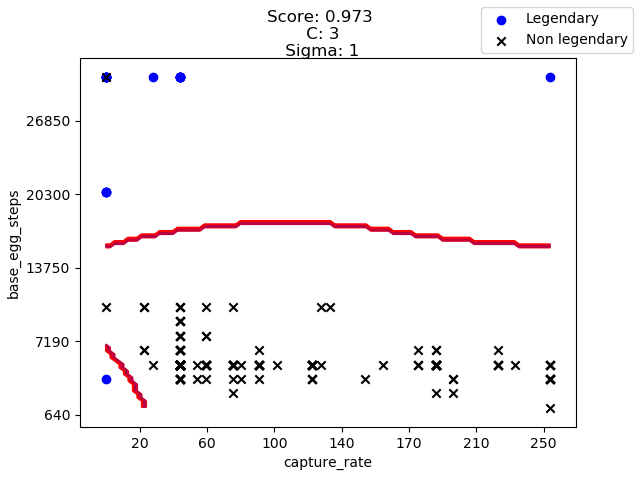 Score: 0.973
C: 3
Sigma: 1
Legendary
Non legendary
26850
20300
13750
7190
640
base_egg_steps
20 60 100 140 170 210 250
capture_rate